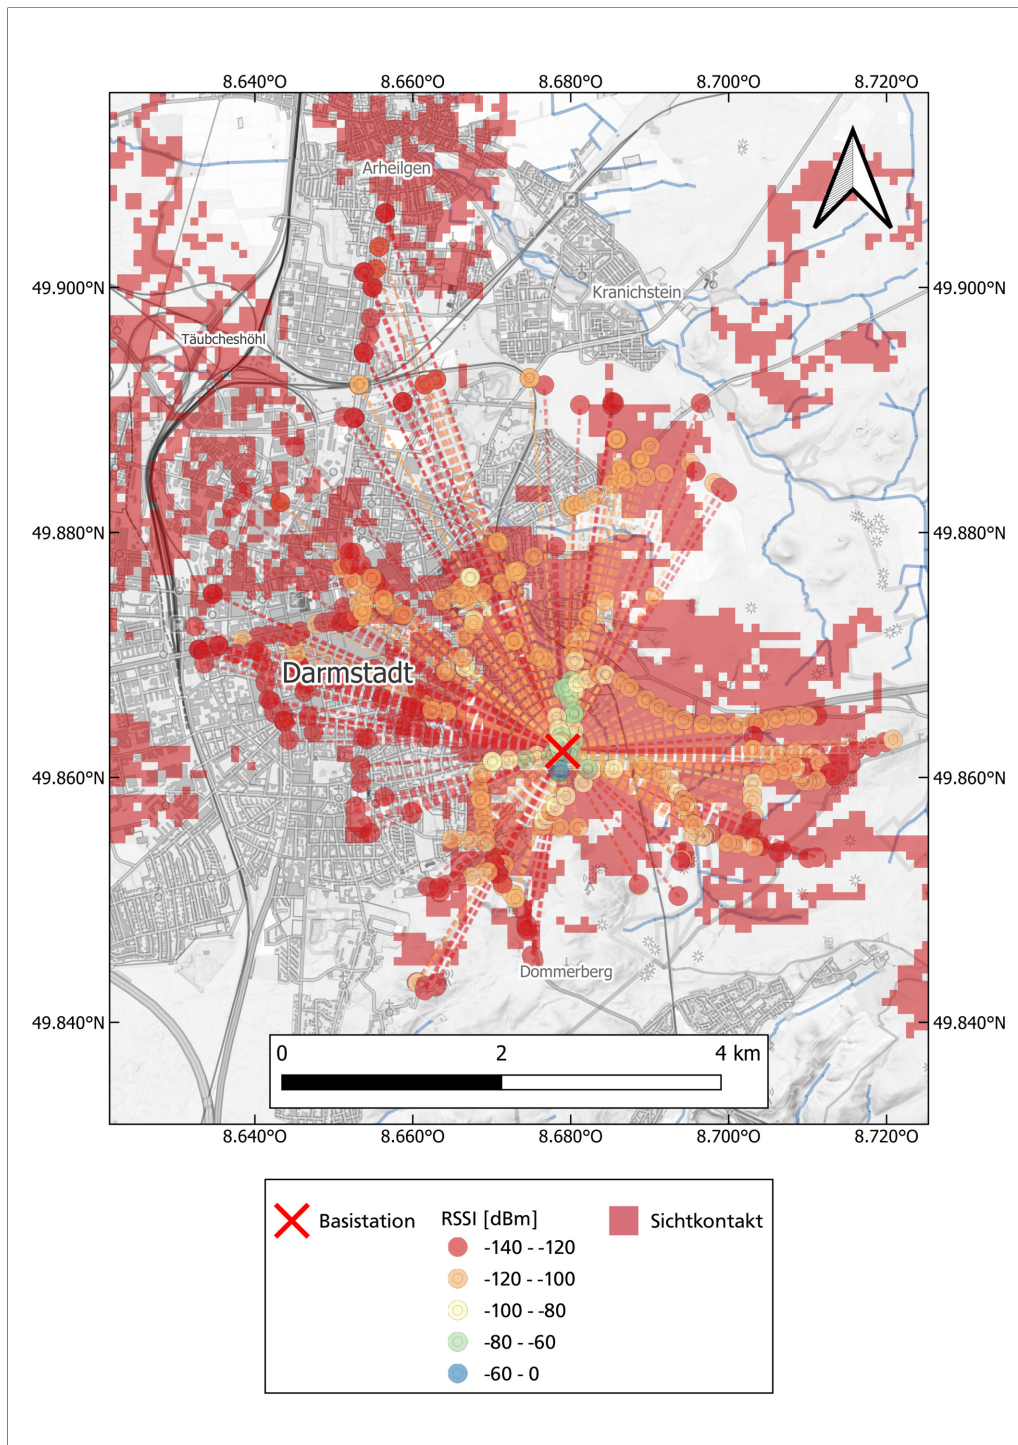 8.640°O 8.660°O 8.680°O 8.700°O 8.720°O
Arheilgen
49.900°N 49.900°N
Kranichstein
Täubcheshöhl
49.880°N 49.880°N
Darmstadt
49.860°N 49.860°N
Dommerberg
49.840°N 49.840°N
0 2 4 km
8.640°O 8.660°O 8.680°O 8.700°O 8.720°O
Basistation RSSI [dBm] Sichtkontakt
-140 - -120
-120 - -100
-100 - -80
-80 - -60
-60 - 0